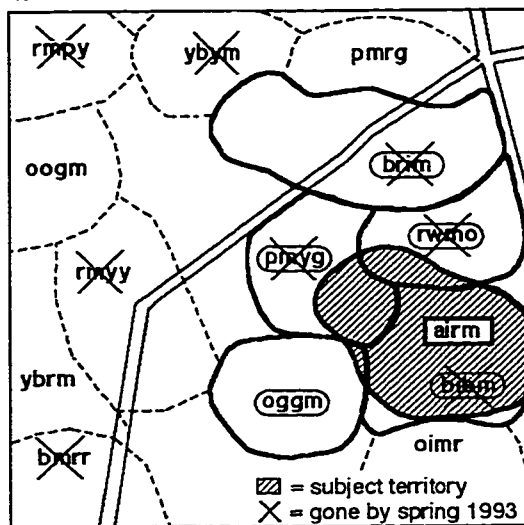 rmpy
ybym
pmrg
brim
oogm
rwmo
pmyg
rmyy
airm
ybrm
oggm
oimr
bmrr
= subject territory
= gone by spring 1993